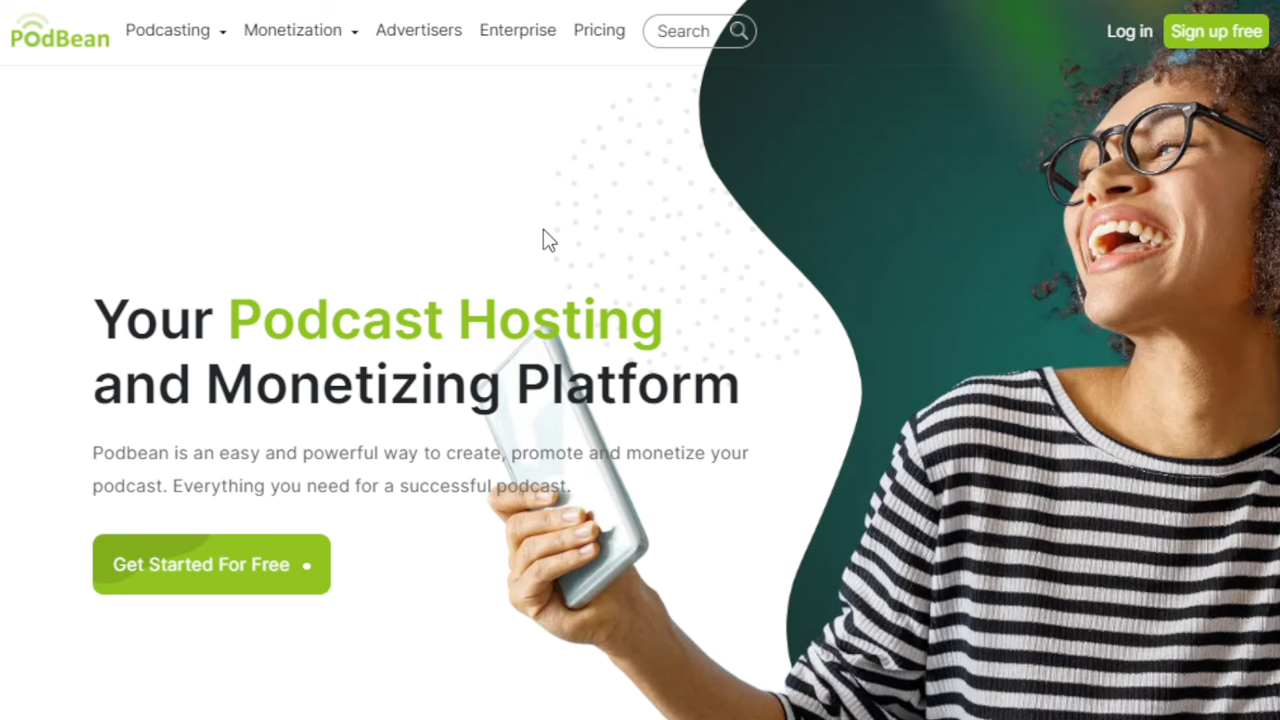 PodBean
Podcasting
Monetization
Advertisers
Enterprise
Pricing
Search
Log in
Sign up free
Your Podcast Hosting
and Monetizing Platform
Podbean is an easy and powerful way to create, promote and monetize your
podcast. Everything you need for a successful podcast.
Get Started For Free